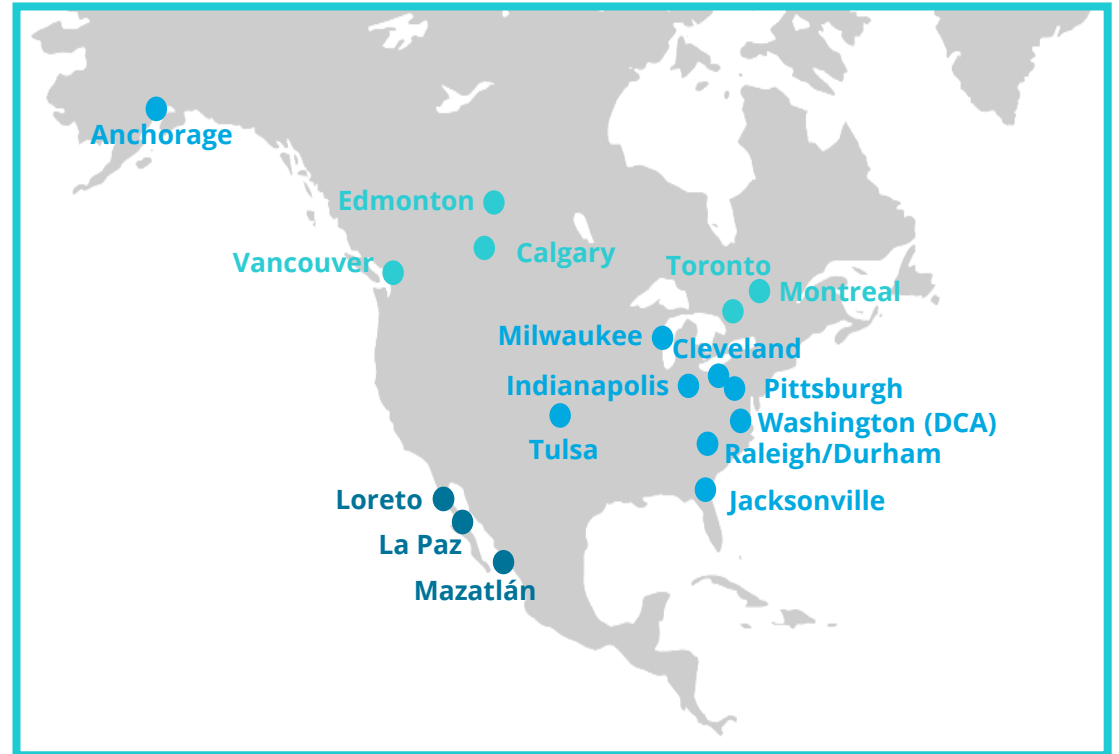 Anchorage
Edmonton
Calgary
Vancouver
Toronto
Montreal
Milwaukee
Cleveland
Indianapolis
Pittsburgh
Washington (DCA)
Tulsa
Raleigh/Durham
Loreto
Jacksonville
La Paz
Mazatlán